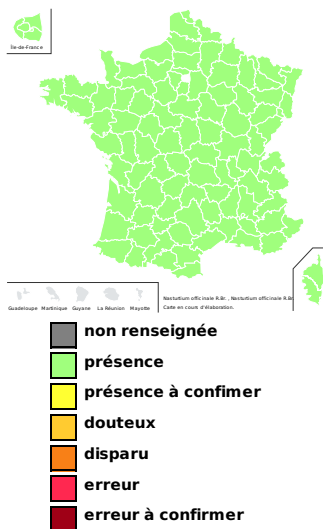 Île-de-France
Guadeloupe Martinique Guyane La Réunion Mayotte
Nasturtium officinale R.Br., Nasturtium officinale R.Br
Carte en cours d'élaboration.
non renseignée
présence
présence à confimer
douteux
disparu
erreur
erreur à confirmer